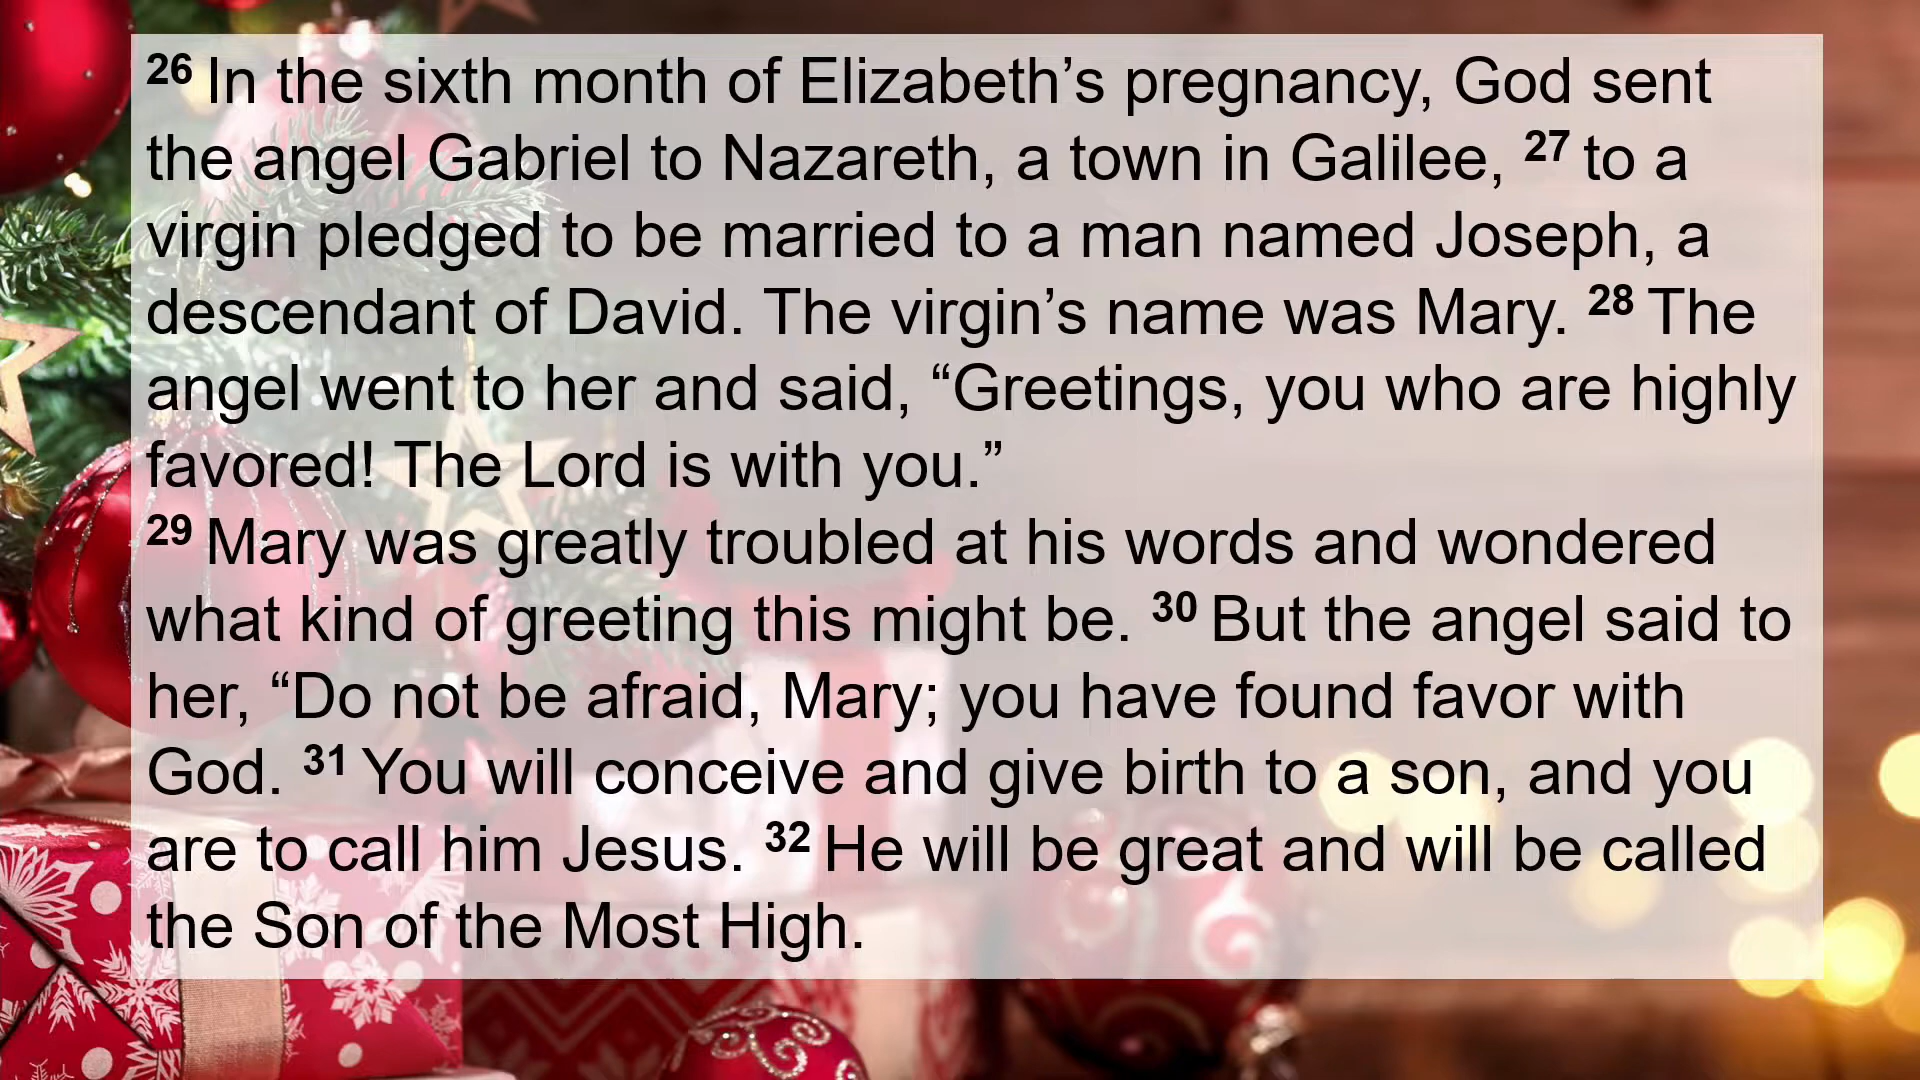 26 In the sixth month of Elizabeth’s pregnancy, God sent
the angel Gabriel to Nazareth, a town in Galilee, 27 to a
virgin pledged to be married to a man named Joseph, a
descendant of David. The virgin’s name was Mary. 28 The
angel went to her and said, “Greetings, you who are highly
favored! The Lord is with you.”
29 Mary was greatly troubled at his words and wondered
what kind of greeting this might be. 30 But the angel said to
her, “Do not be afraid, Mary; you have found favor with
God. 31 You will conceive and give birth to a son, and you
are to call him Jesus. 32 He will be great and will be called
the Son of the Most High.